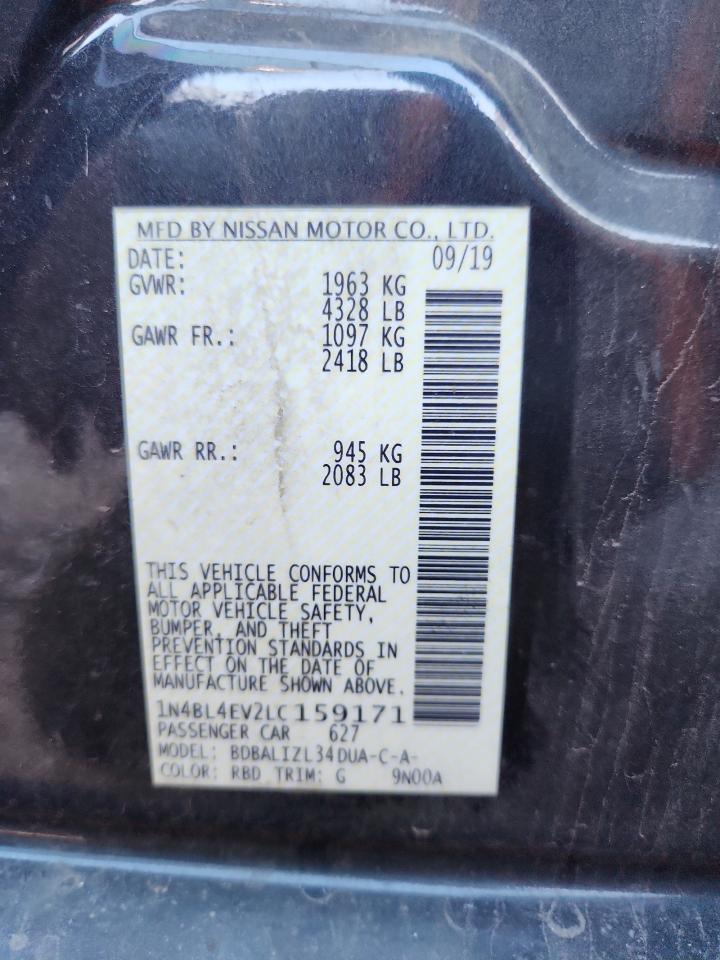 MFD BY NISSAN MOTOR CO., LTD.
DATE: 09/19
GVWR: 1963 KG
4328 LB
GAWR FR.: 1097 KG
2418 LB
GAWR RR.: 945 KG
2083 LB
THIS VEHICLE CONFORMS TO
ALL APPLICABLE FEDERAL
MOTOR VEHICLE SAFETY,
BUMPER, AND THEFT
PREVENTION STANDARDS IN
EFFECT ON THE DATE OF
MANUFACTURE SHOWN ABOVE.
1N4BL4EV2LC159171
PASSENGER CAR 627
MODEL: BDBALIZL34DUA-C-A-
COLOR: RBD TRIM: G 9N00A